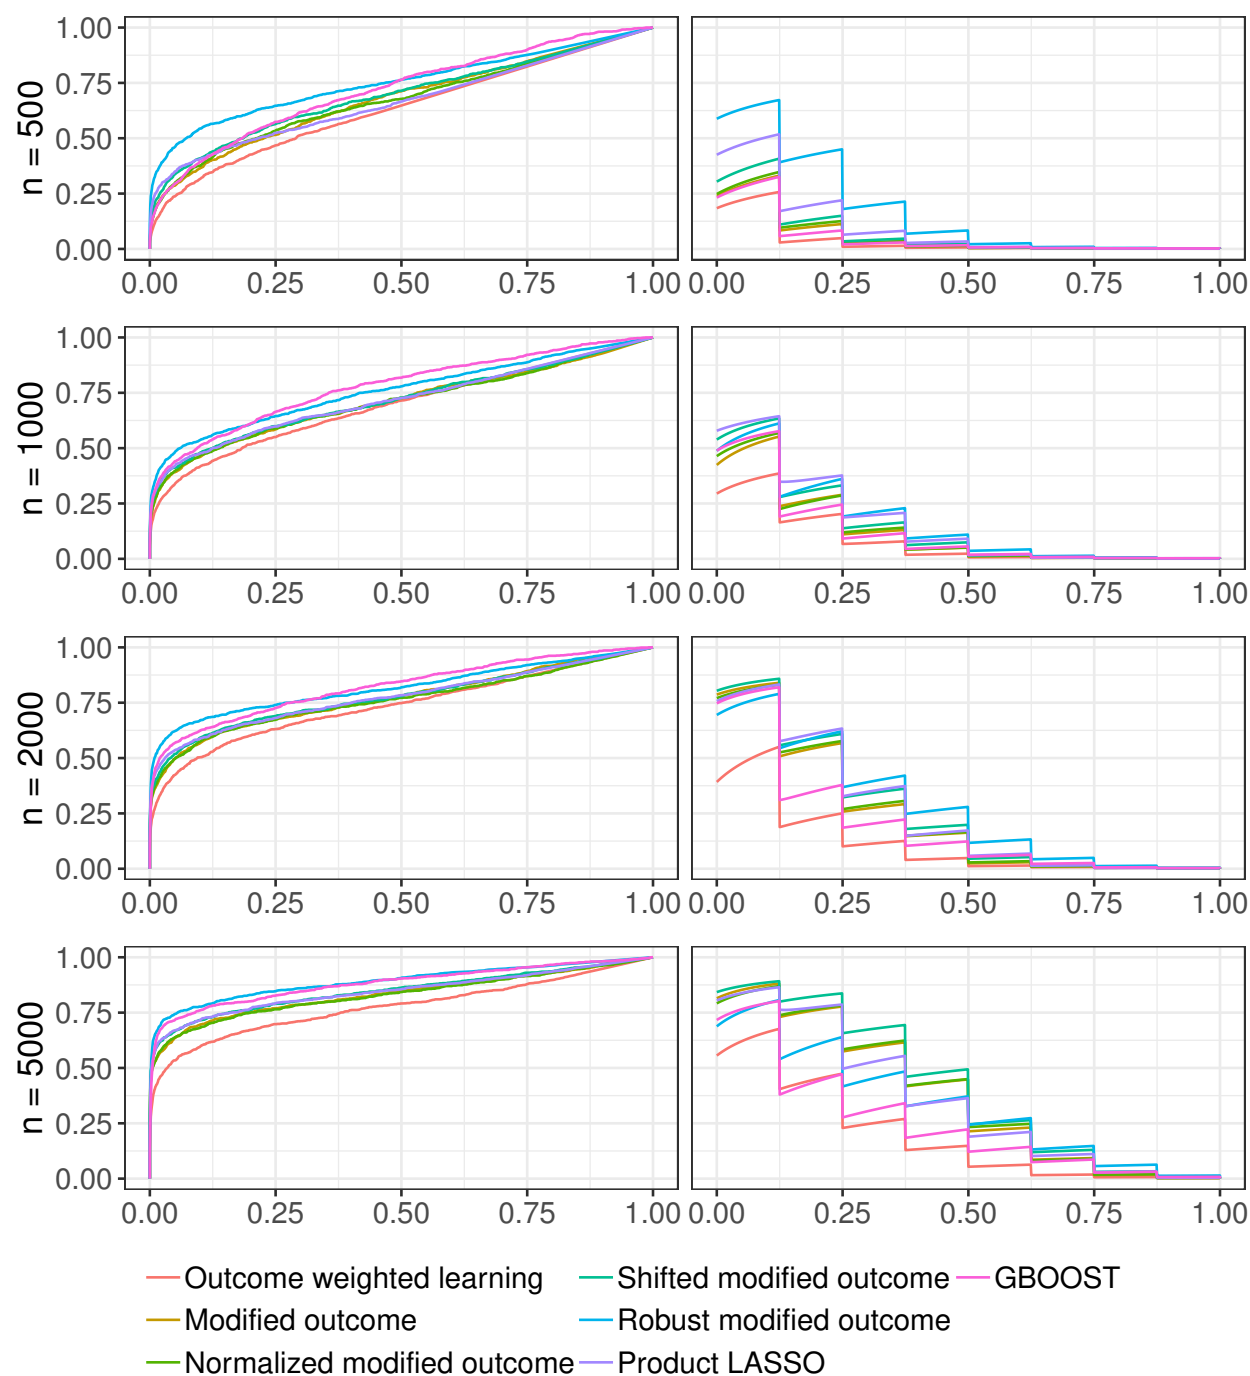 n = 500
1.00
0.75
0.50
0.25
0.00
0.00 0.25 0.50 0.75 1.00 0.00 0.25 0.50 0.75 1.00
n = 1000
1.00
0.75
0.50
0.25
0.00
0.00 0.25 0.50 0.75 1.00 0.00 0.25 0.50 0.75 1.00
n = 2000
1.00
0.75
0.50
0.25
0.00
0.00 0.25 0.50 0.75 1.00 0.00 0.25 0.50 0.75 1.00
n = 5000
1.00
0.75
0.50
0.25
0.00
0.00 0.25 0.50 0.75 1.00 0.00 0.25 0.50 0.75 1.00
Outcome weighted learning Shifted modified outcome GBOOST
Modified outcome Robust modified outcome
Normalized modified outcome Product LASSO